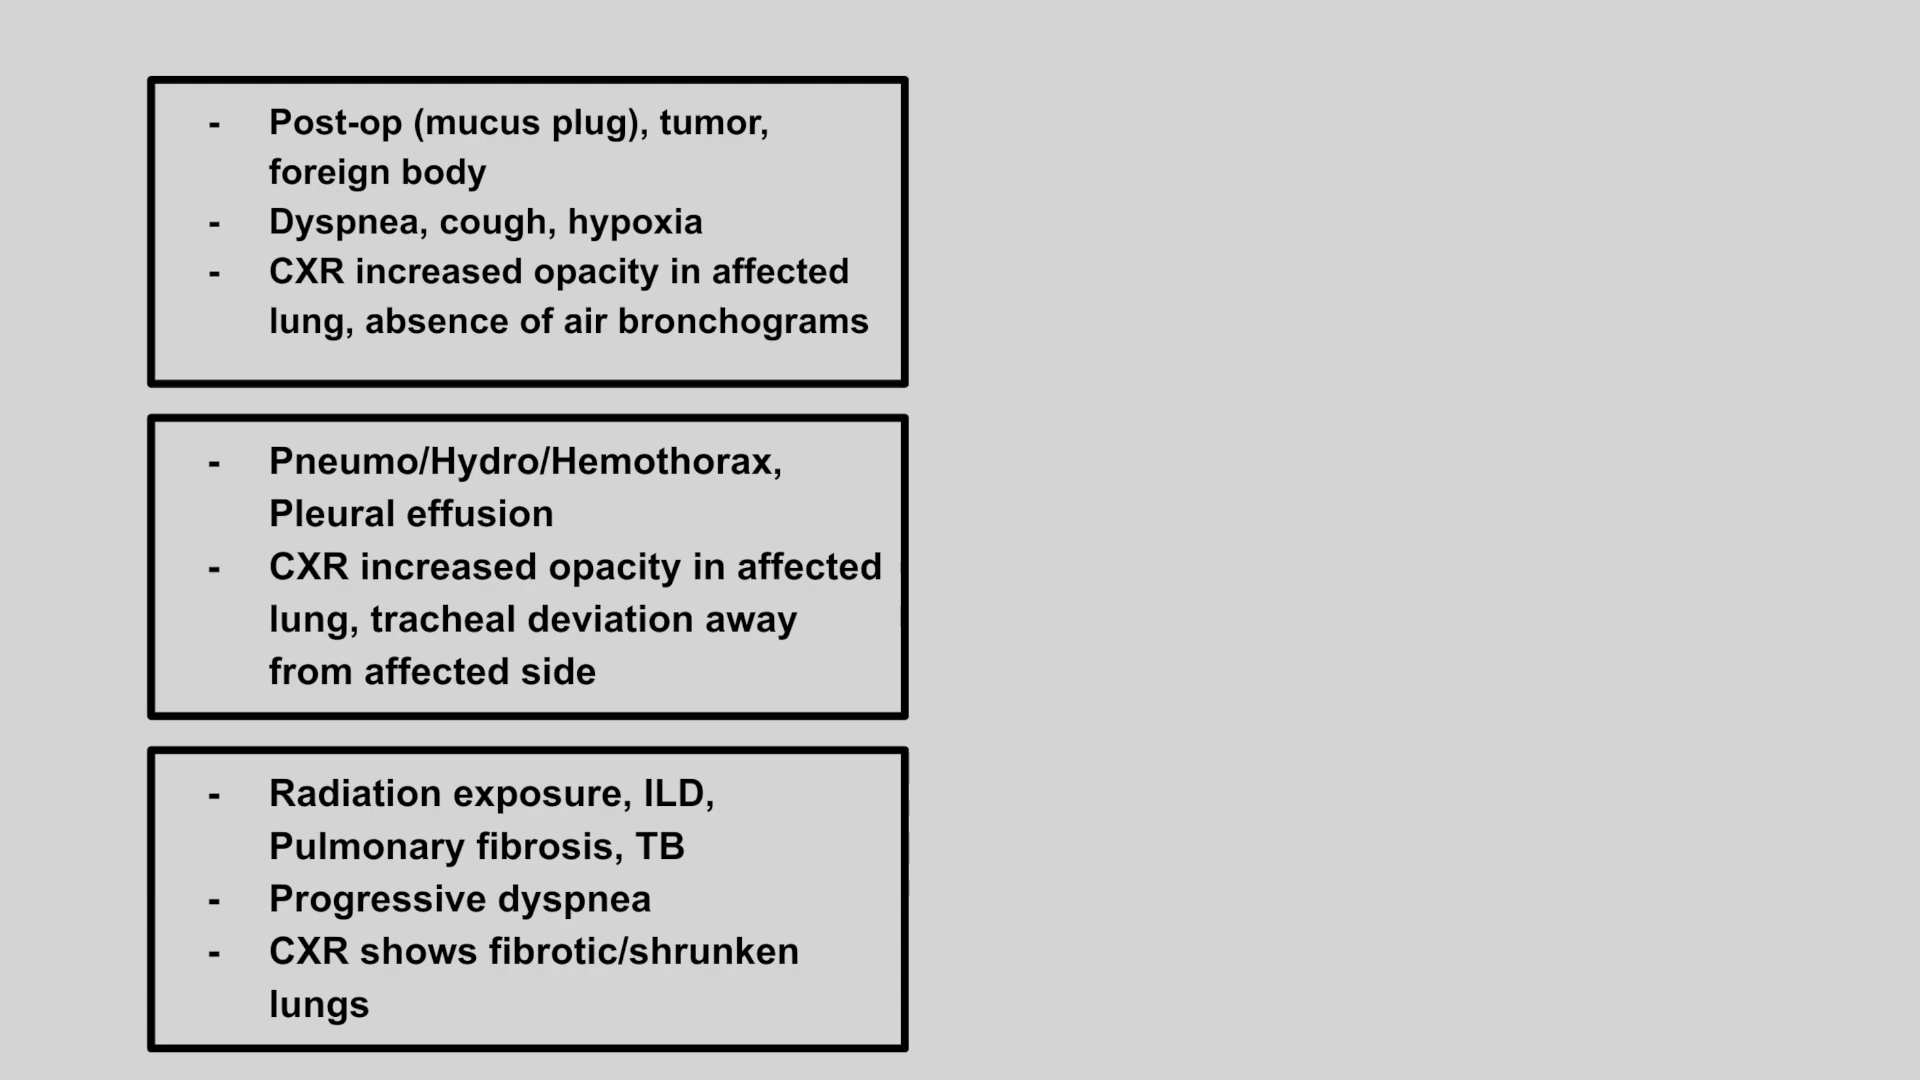 - Post-op (mucus plug), tumor,
foreign body
- Dyspnea, cough, hypoxia
- CXR increased opacity in affected
lung, absence of air bronchograms
- Pneumo/Hydro/Hemothorax,
Pleural effusion
- CXR increased opacity in affected
lung, tracheal deviation away
from affected side
- Radiation exposure, ILD,
Pulmonary fibrosis, TB
- Progressive dyspnea
- CXR shows fibrotic/shrunken
lungs